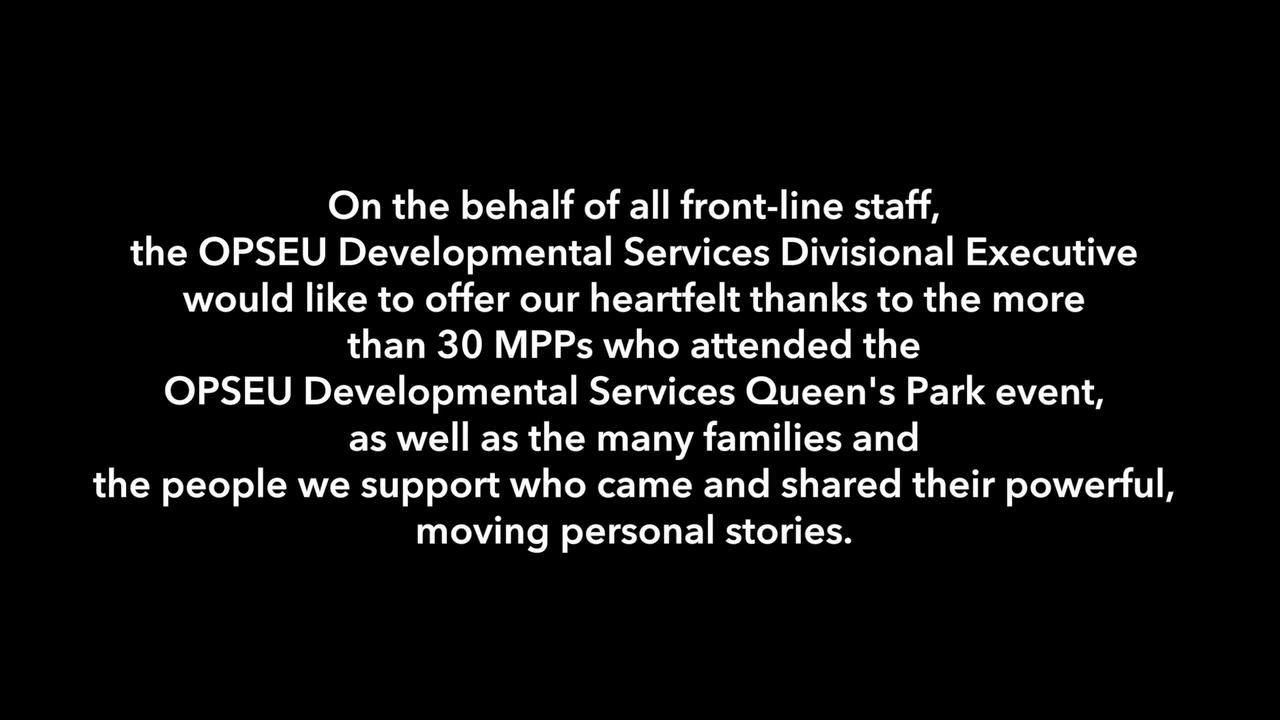 On the behalf of all front-line staff,
the OPSEU Developmental Services Divisional Executive
would like to offer our heartfelt thanks to the more
than 30 MPPs who attended the
OPSEU Developmental Services Queen's Park event,
as well as the many families and
the people we support who came and shared their powerful,
moving personal stories.